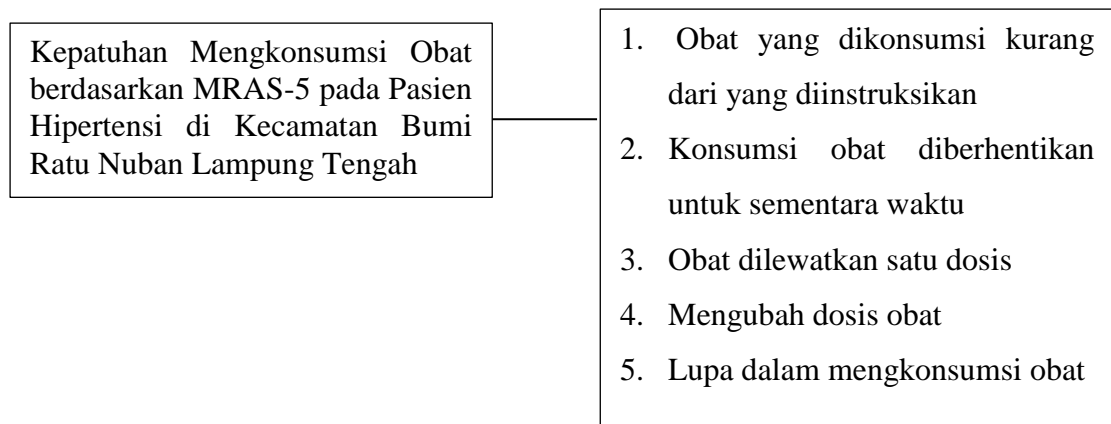 Kepatuhan Mengkonsumsi Obat
berdasarkan MRAS-5 pada Pasien
Hipertensi di Kecamatan Bumi
Ratu Nuban Lampung Tengah
1. Obat yang dikonsumsi kurang
dari yang diinstruksikan
2. Konsumsi obat diberhentikan
untuk sementara waktu
3. Obat dilewatkan satu dosis
4. Mengubah dosis obat
5. Lupa dalam mengkonsumsi obat